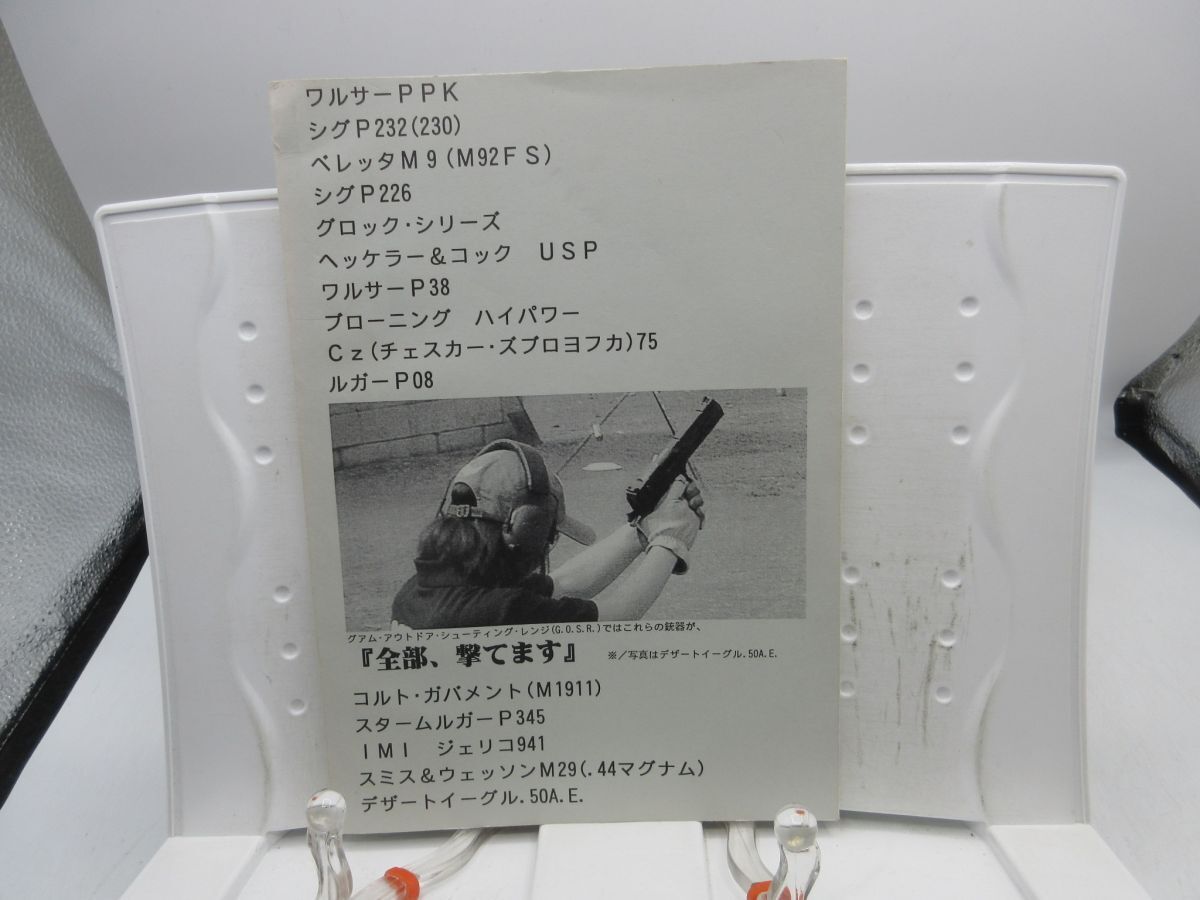 ワルサーＰＰＫ
シグＰ232(230)
ベレッタＭ９(Ｍ92ＦＳ)
シグＰ226
グロック・シリーズ
ヘッケラー＆コック　ＵＳＰ
ワルサーＰ38
ブローニング　ハイパワー
Ｃｚ(チェスカー・ズブロヨフカ)75
ルガーＰ08
グアム・アウトドア・シューティング・レンジ(G.O.S.R.)ではこれらの銃器が、
『全部、撃てます』　※／写真はデザートイーグル.50A.E.
コルト・ガバメント(Ｍ1911)
スタームルガーＰ345
ＩＭＩ　ジェリコ941
スミス＆ウェッソンＭ29(.44マグナム)
デザートイーグル.50A.E.